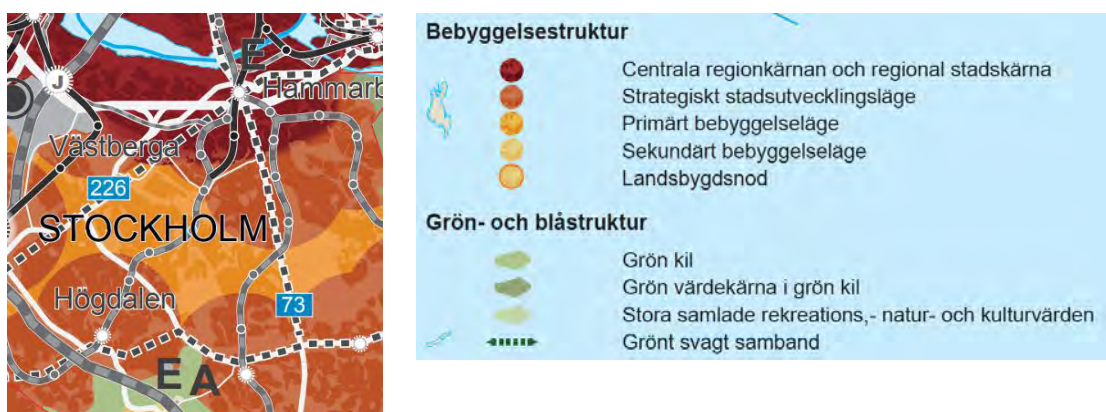 J
E
Hammarb
Västberga
226
STOCKHOLM
Högdalen
73
E A
Bebyggelsestruktur
Centrala regionkärnan och regional stadskärna
Strategiskt stadsutvecklingsläge
Primärt bebyggelseläge
Sekundärt bebyggelseläge
Landsbygdsnod
Grön- och blåstruktur
Grön kil
Grön värdekärna i grön kil
Stora samlade rekreations,- natur- och kulturvärden
Grönt svagt samband